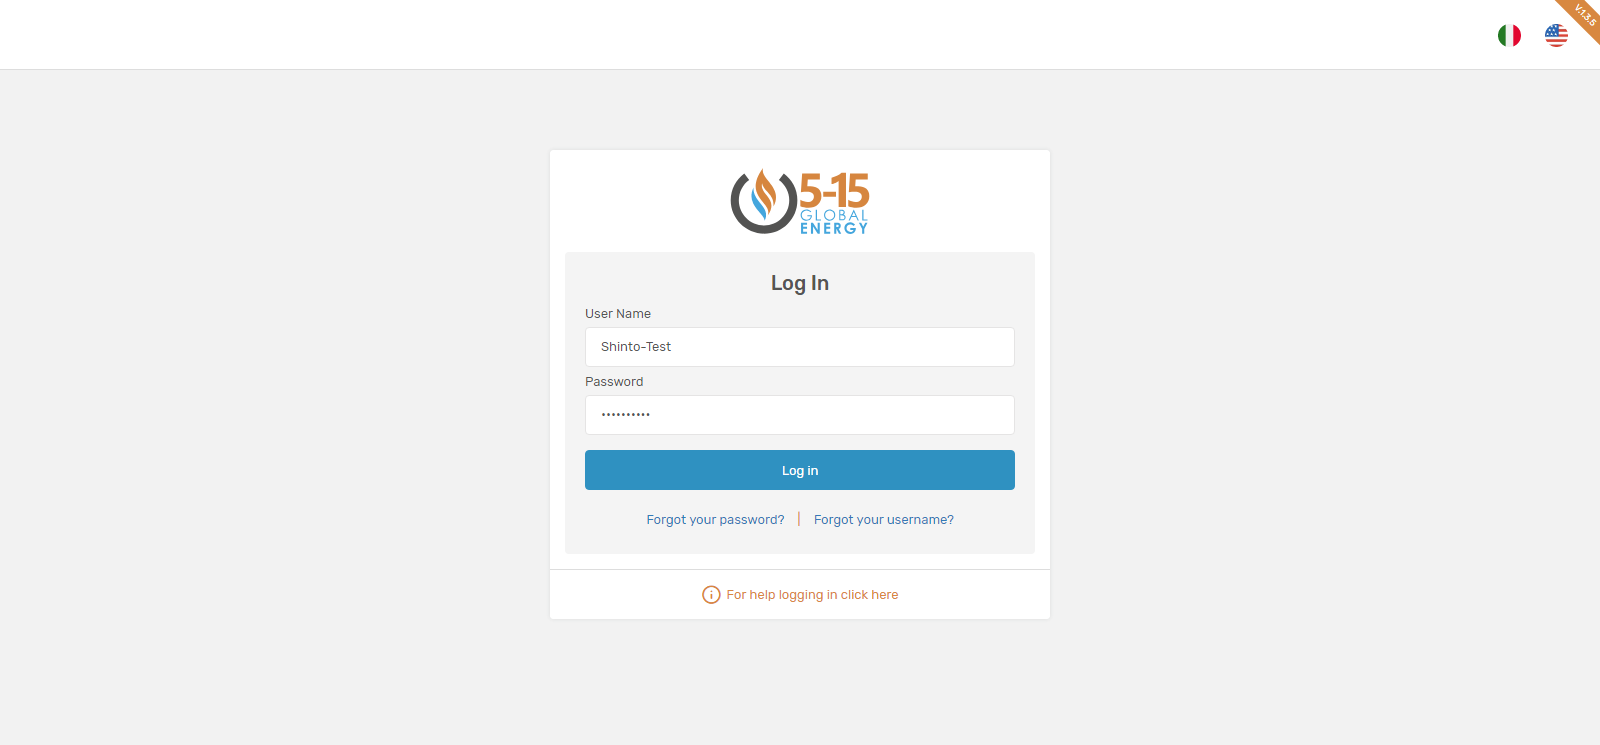 V.1.3.5
5-15
GLOBAL
ENERGY
Log In
User Name
Shinto-Test
Password
••••••••••
Log in
Forgot your password? | Forgot your username?
For help logging in click here